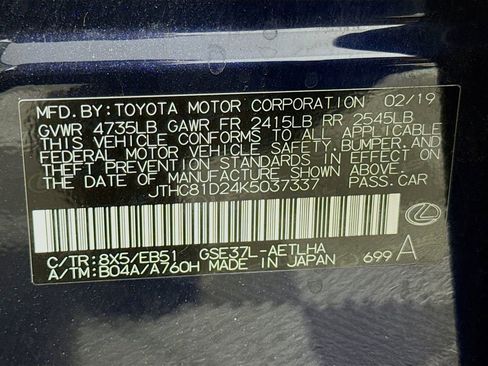 MFD. BY: TOYOTA MOTOR CORPORATION 02/19
GVWR 4735LB GAWR FR 2415LB RR 2545LB
THIS VEHICLE CONFORMS TO ALL APPLICABLE
FEDERAL MOTOR VEHICLE SAFETY, BUMPER, AND
THEFT PREVENTION STANDARDS IN EFFECT ON
THE DATE OF MANUFACTURE SHOWN ABOVE.
JTHC81D24K5037337 PASS. CAR
C/TR: 8X5/EB51 GSE37L-AETLHA
A/TM: B04A/A760H MADE IN JAPAN 699 A